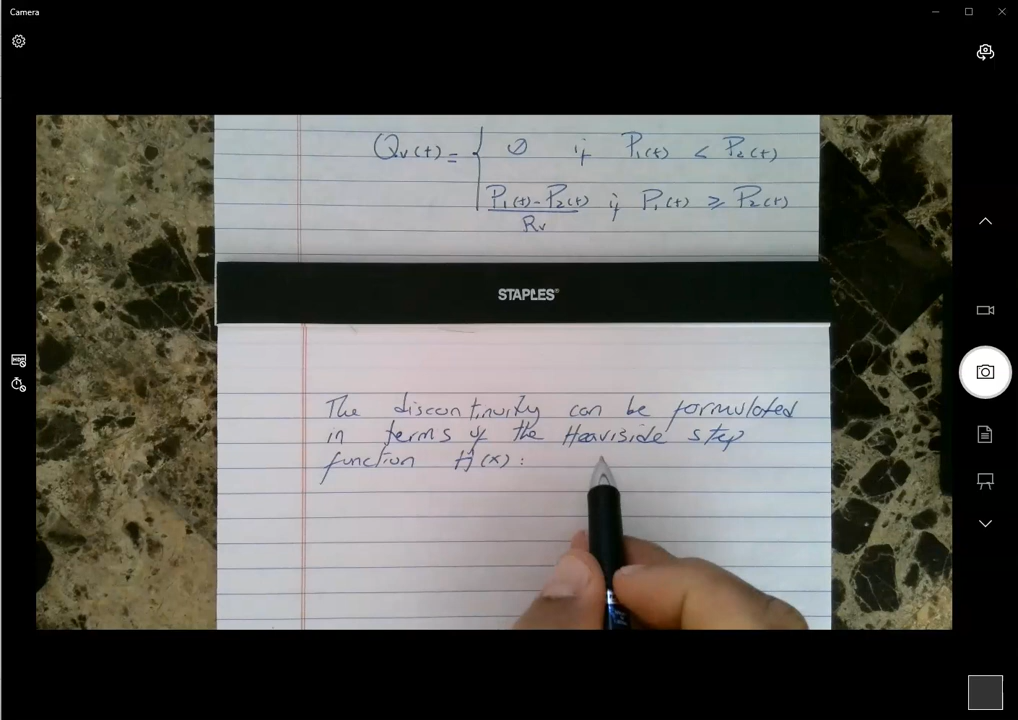 Camera
Qv(t) = { 0 if P1(t) < P2(t)
P1(t) - P2(t) / Rv if P1(t) ≥ P2(t)
STAPLES®
The discontinuity can be formulated
in terms of the Heaviside step
function H(x):